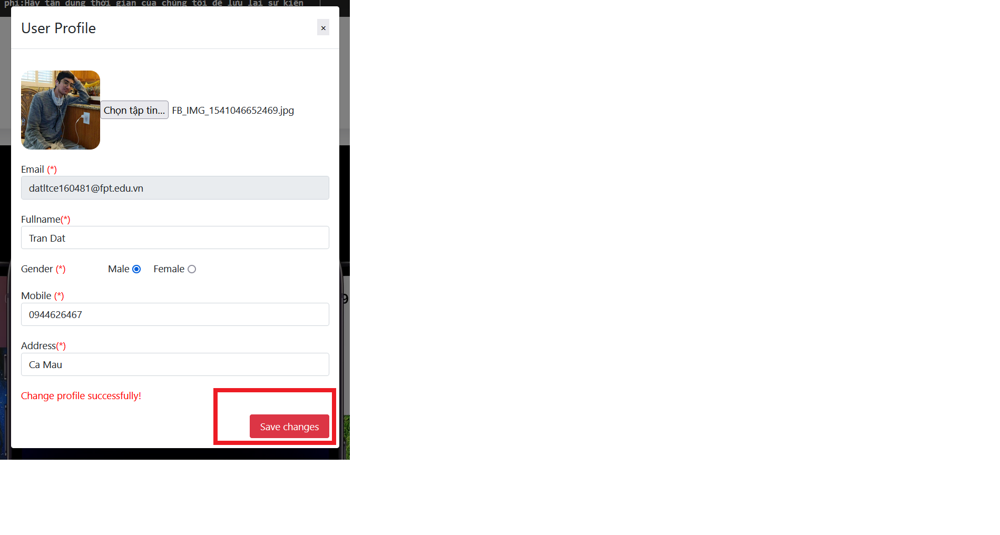 phí:Hãy tận dụng thời gian của chúng tôi để lưu lại sự kiện
User Profile
×
Chọn tập tin... FB_IMG_1541046652469.jpg
Email (*)
datltce160481@fpt.edu.vn
Fullname(*)
Tran Dat
Gender (*) Male Female
Mobile (*)
9
0944626467
Address(*)
Ca Mau
Change profile successfully!
Save changes